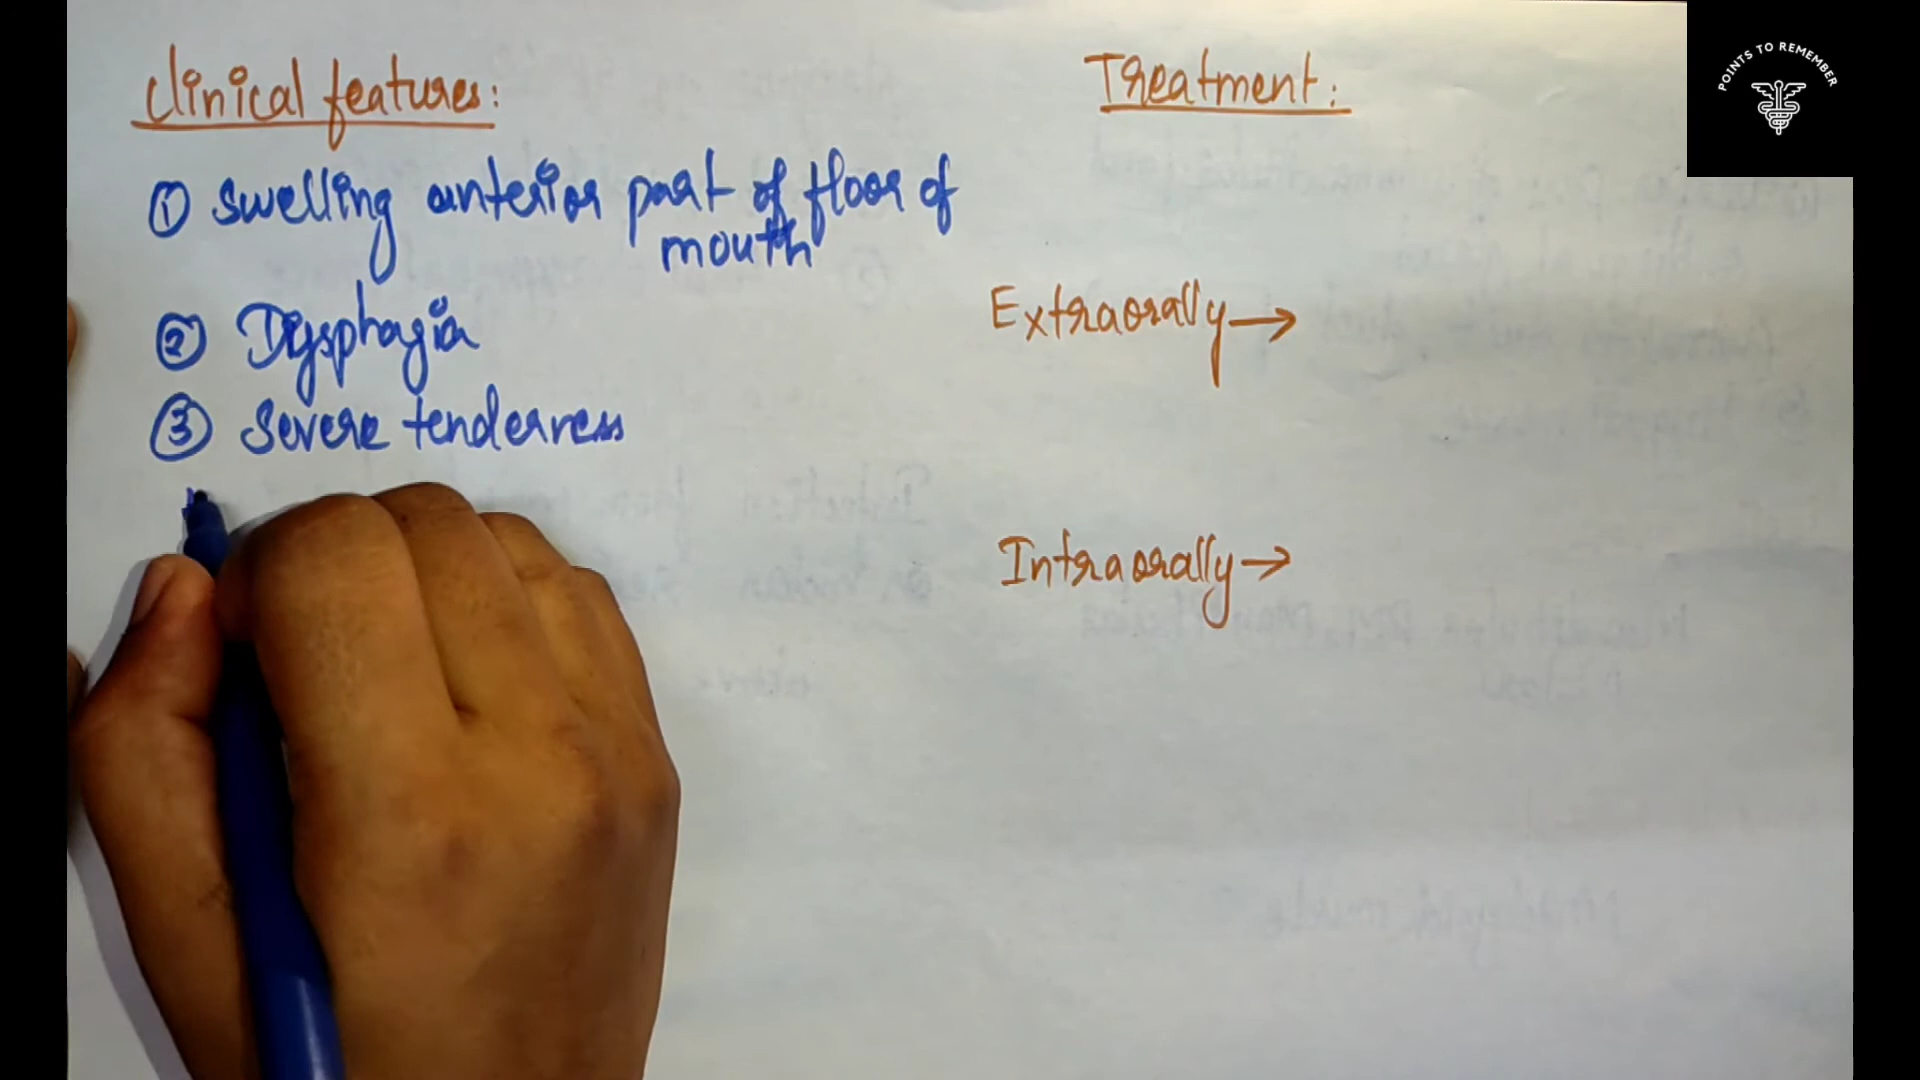 Clinical features:
① Swelling anterior part of floor of
mouth
② Dysphagia
③ Severe tenderness
Treatment:
Extraorally →
Intraorally →
POINTS TO REMEMBER